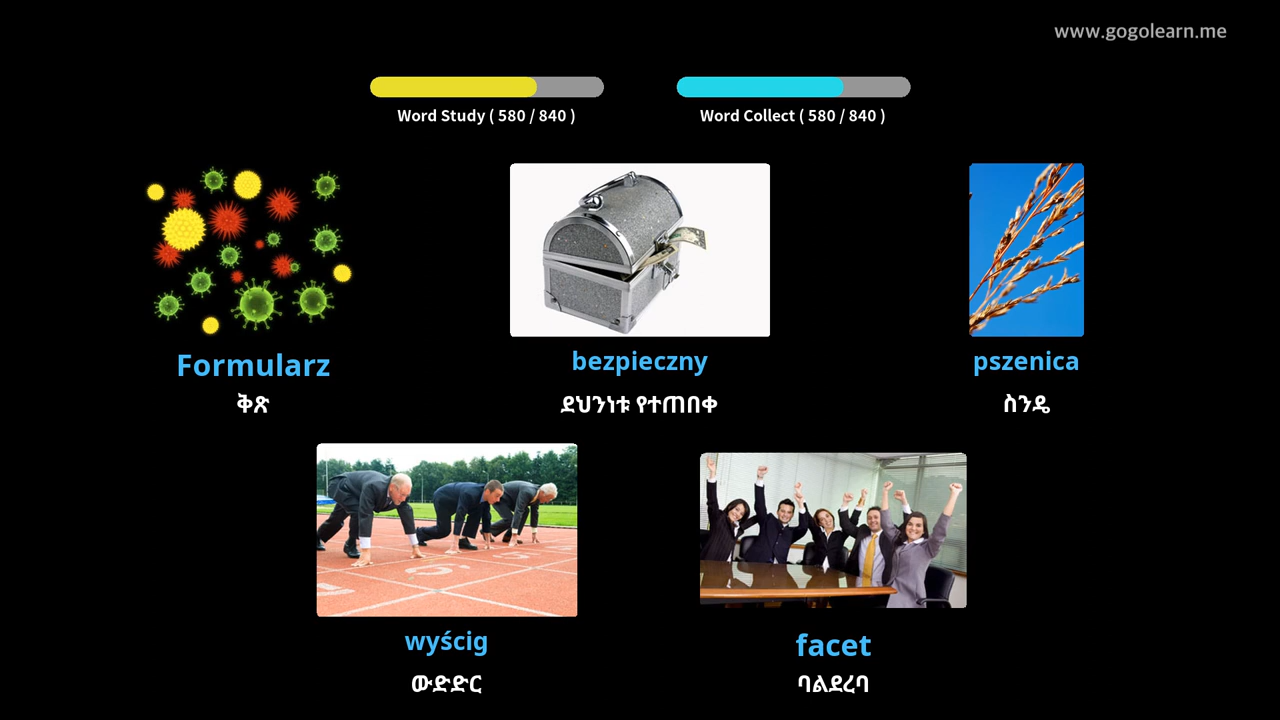 www.gogolearn.me
Word Study ( 580 / 840 )
Word Collect ( 580 / 840 )
Formularz
ቅጽ
bezpieczny
ደህንነቱ የተጠበቀ
pszenica
ስንዴ
wyścig
ውድድር
facet
ባልደረባ